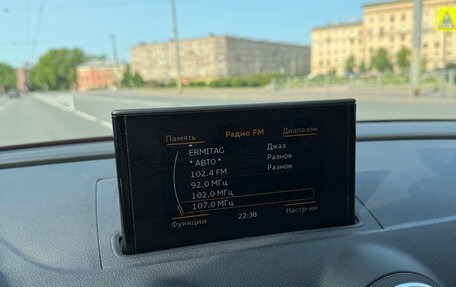 Память Радио FM Диапазон
ERMITAG Джаз
* АВТО * Разное
102.4 FM Разное
92.0 МГц
102.0 МГц
107.0 МГц
Функции 22:38 Настр-ки